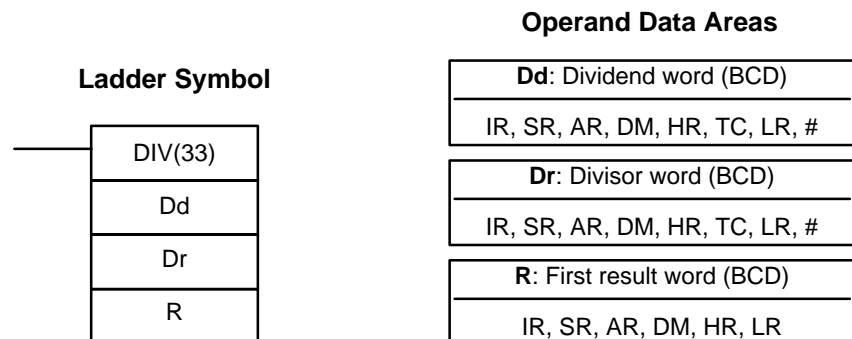 Operand Data Areas
Ladder Symbol
DIV(33)
Dd
Dr
R
Dd: Dividend word (BCD)
IR, SR, AR, DM, HR, TC, LR, #
Dr: Divisor word (BCD)
IR, SR, AR, DM, HR, TC, LR, #
R: First result word (BCD)
IR, SR, AR, DM, HR, LR